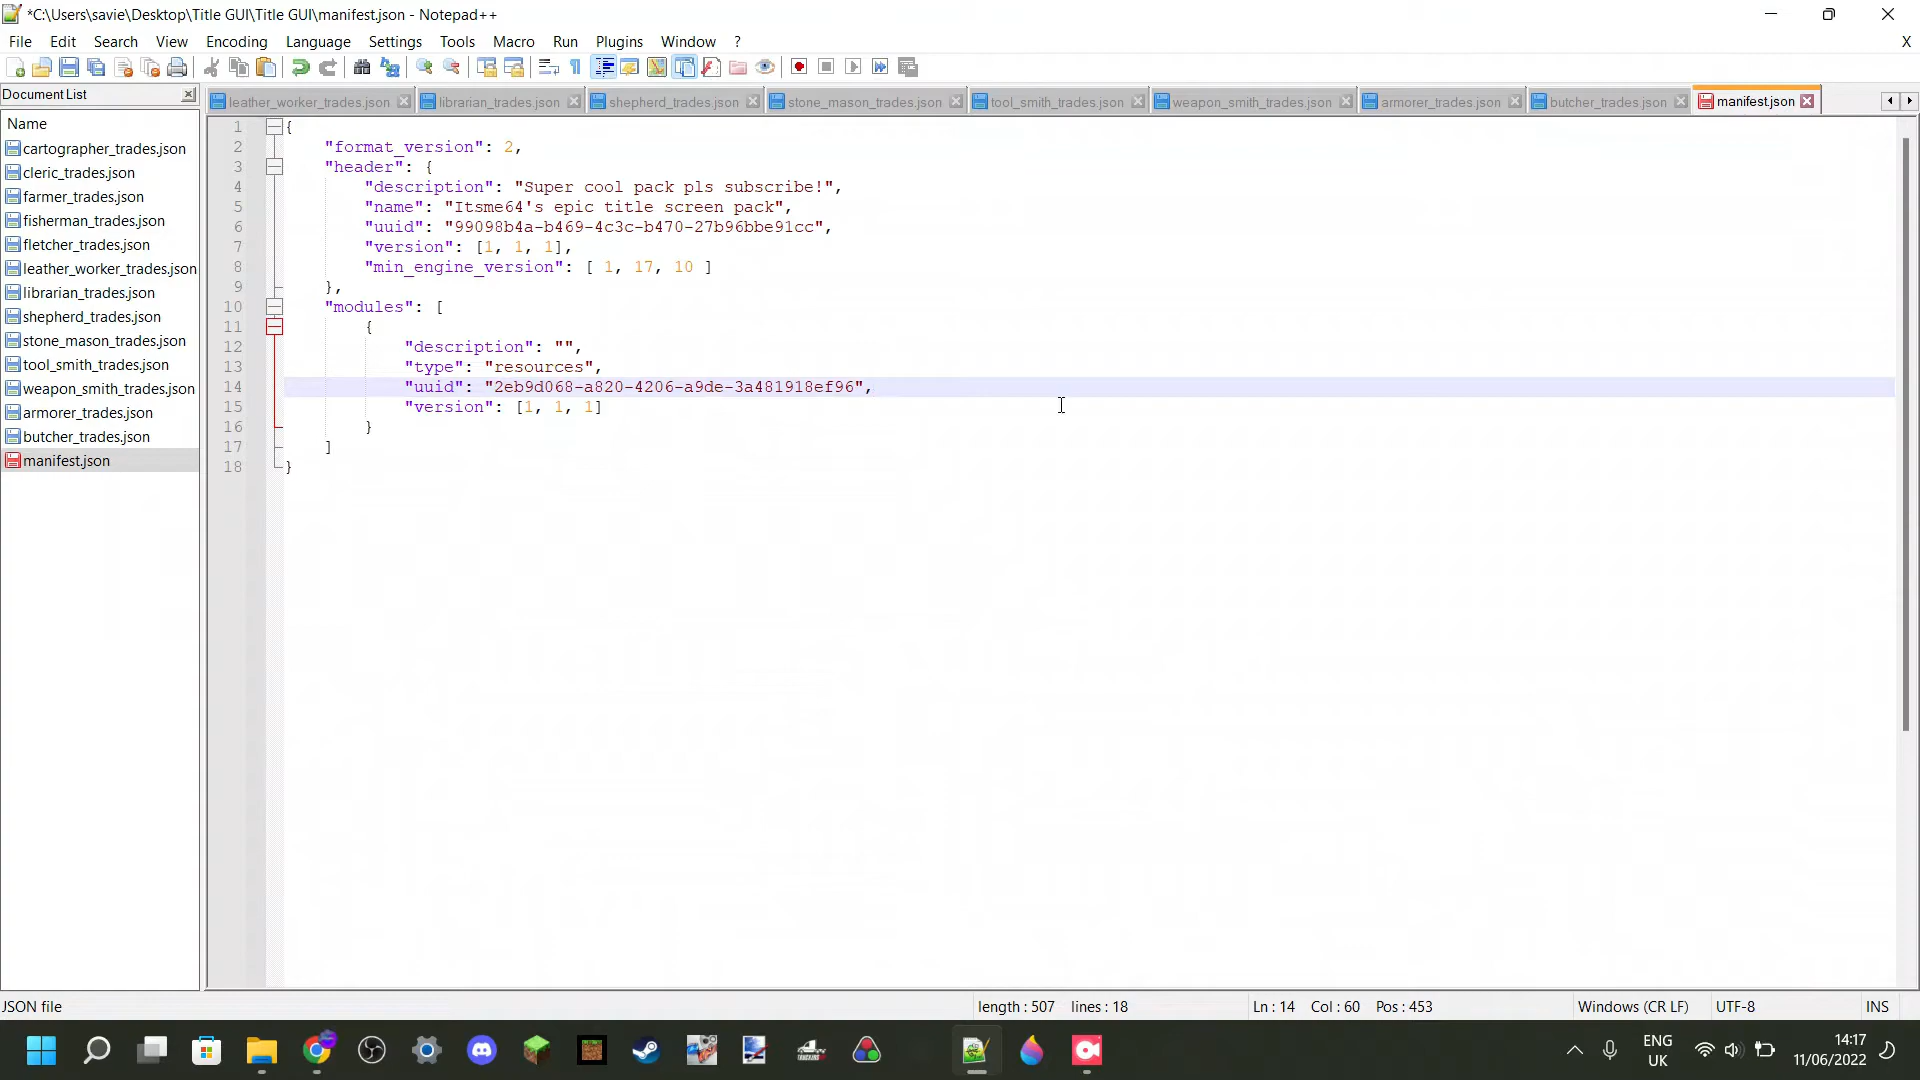 *C:\Users\savie\Desktop\Title GUI\Title GUI\manifest.json - Notepad++
File Edit Search View Encoding Language Settings Tools Macro Run Plugins Window ? X
Document List
leather_worker_trades.json librarian_trades.json shepherd_trades.json stone_mason_trades.json tool_smith_trades.json weapon_smith_trades.json armorer_trades.json butcher_trades.json manifest.json
Name
cartographer_trades.json
cleric_trades.json
farmer_trades.json
fisherman_trades.json
fletcher_trades.json
leather_worker_trades.json
librarian_trades.json
shepherd_trades.json
stone_mason_trades.json
tool_smith_trades.json
weapon_smith_trades.json
armorer_trades.json
butcher_trades.json
manifest.json
1 {
2 "format_version": 2,
3 "header": {
4 "description": "Super cool pack pls subscribe!",
5 "name": "Itsme64's epic title screen pack",
6 "uuid": "99098b4a-b469-4c3c-b470-27b96bbe91cc",
7 "version": [1, 1, 1],
8 "min_engine_version": [ 1, 17, 10 ]
9 },
10 "modules": [
11 {
12 "description": "",
13 "type": "resources",
14 "uuid": "2eb9d068-a820-4206-a9de-3a481918ef96",
15 "version": [1, 1, 1]
16 }
17 ]
18 }
JSON file length : 507 lines : 18 Ln : 14 Col : 60 Pos : 453 Windows (CR LF) UTF-8 INS
ENG
UK
14:17
11/06/2022